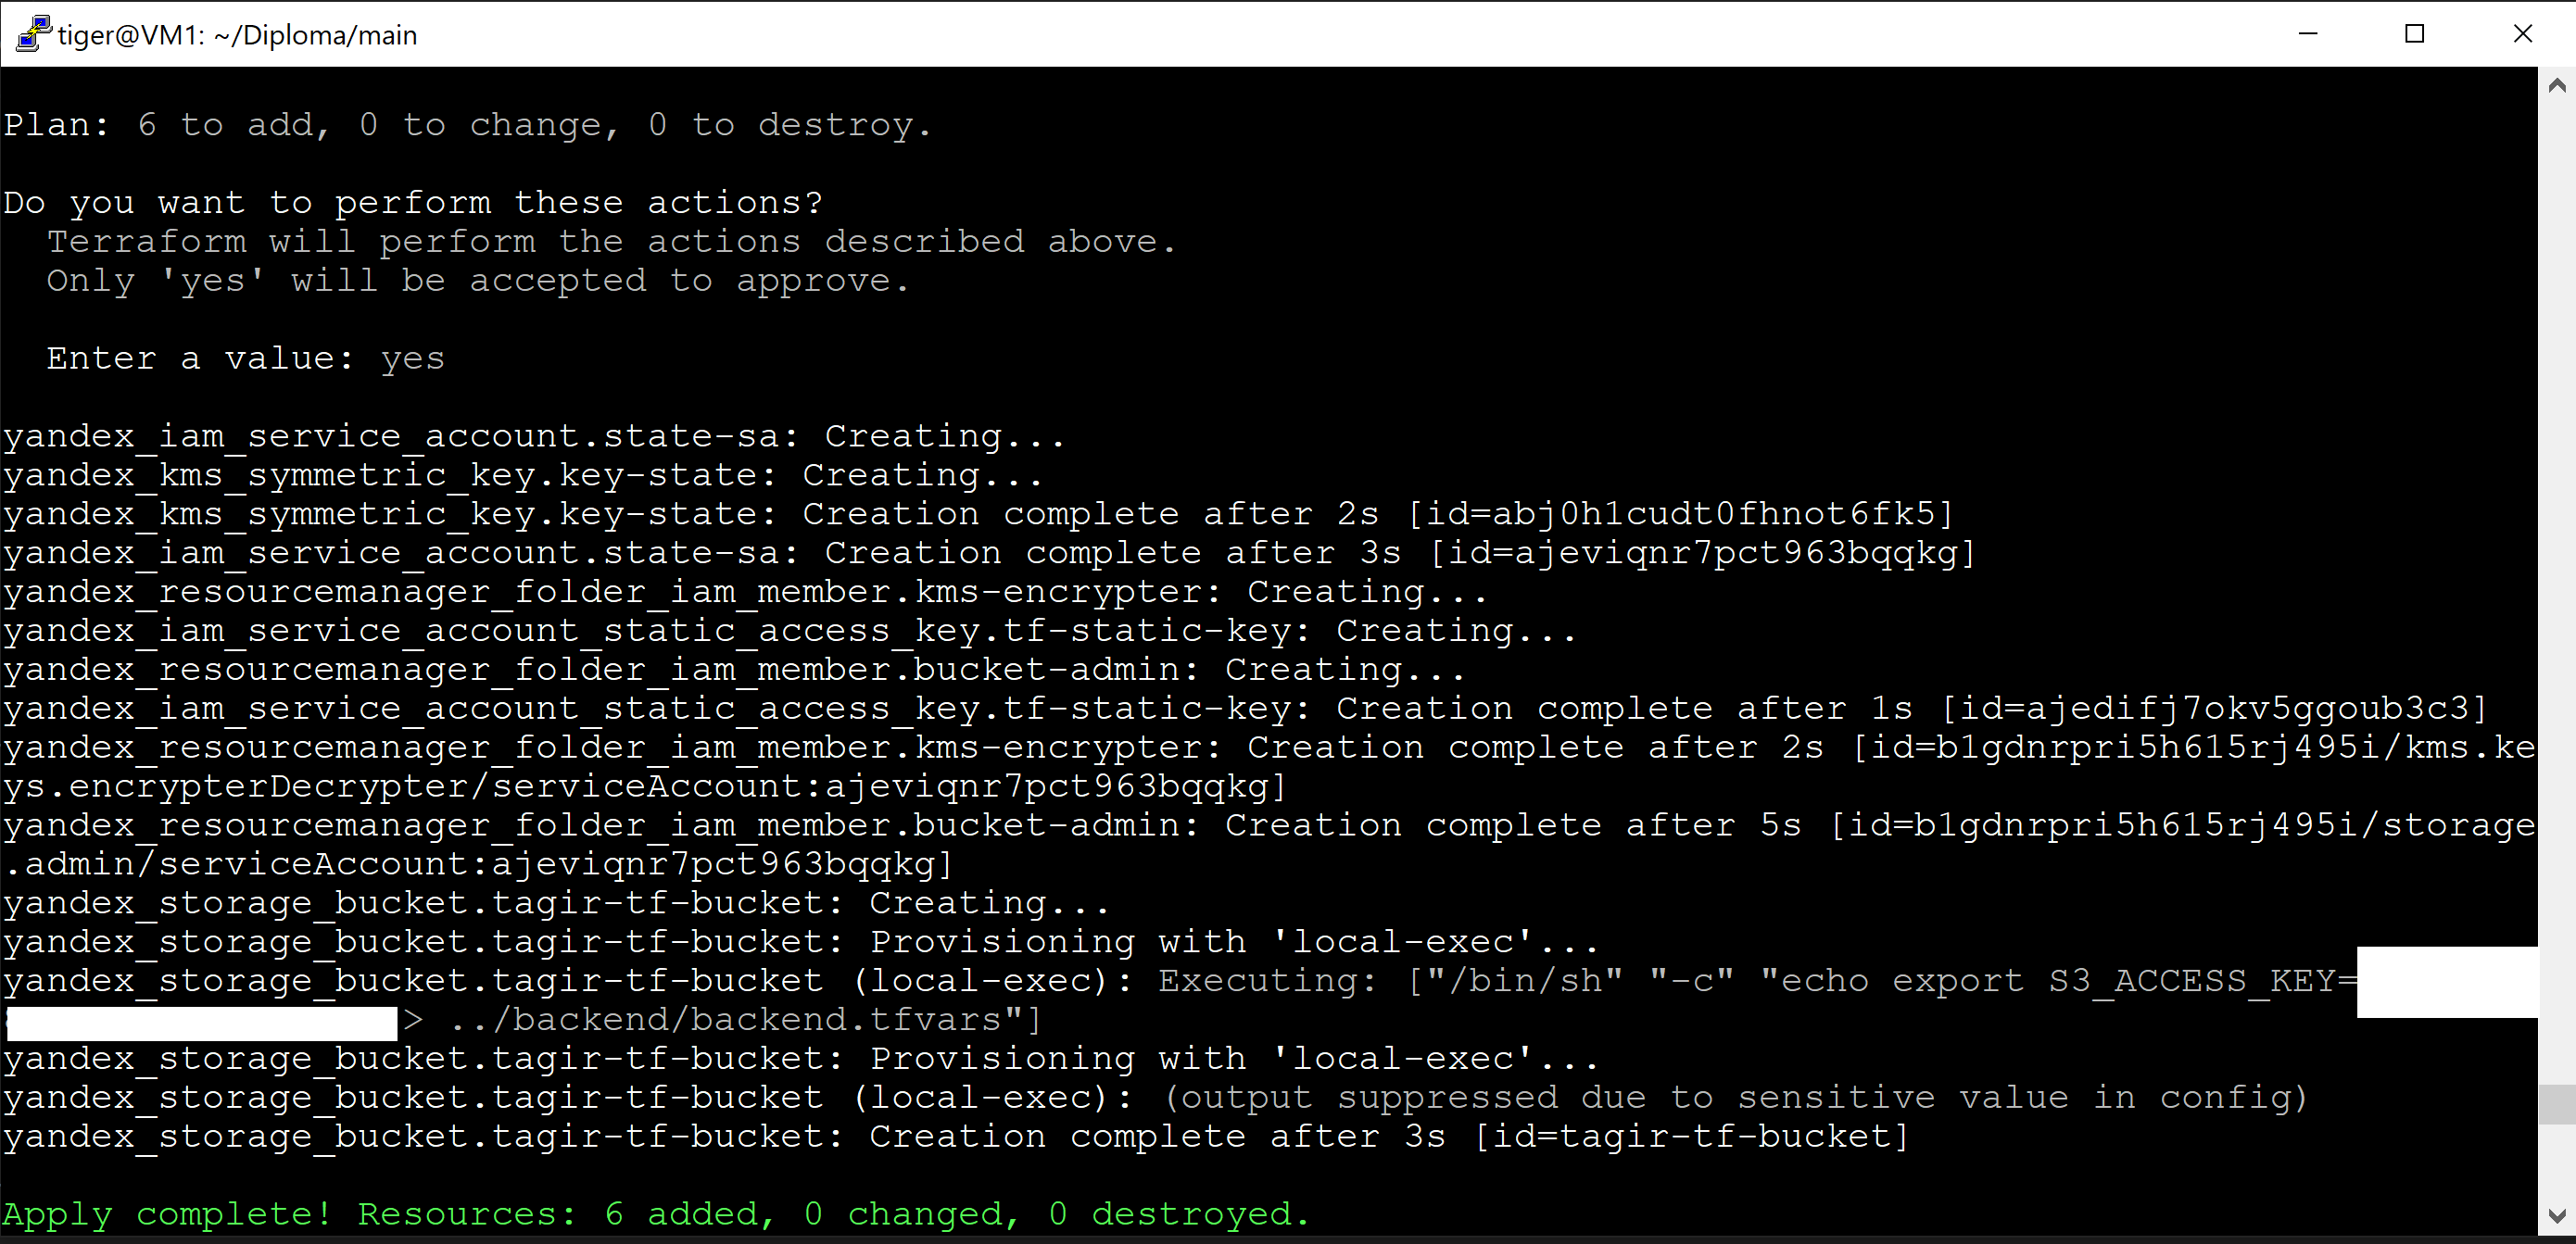 tiger@VM1: ~/Diploma/main
Plan: 6 to add, 0 to change, 0 to destroy.
Do you want to perform these actions?
Terraform will perform the actions described above.
Only 'yes' will be accepted to approve.
Enter a value: yes
yandex_iam_service_account.state-sa: Creating...
yandex_kms_symmetric_key.key-state: Creating...
yandex_kms_symmetric_key.key-state: Creation complete after 2s [id=abj0h1cudt0fhnot6fk5]
yandex_iam_service_account.state-sa: Creation complete after 3s [id=ajeviqnr7pct963bqqkg]
yandex_resourcemanager_folder_iam_member.kms-encrypter: Creating...
yandex_iam_service_account_static_access_key.tf-static-key: Creating...
yandex_resourcemanager_folder_iam_member.bucket-admin: Creating...
yandex_iam_service_account_static_access_key.tf-static-key: Creation complete after 1s [id=ajedifj7okv5ggoub3c3]
yandex_resourcemanager_folder_iam_member.kms-encrypter: Creation complete after 2s [id=b1gdnrpri5h615rj495i/kms.ke
ys.encrypterDecrypter/serviceAccount:ajeviqnr7pct963bqqkg]
yandex_resourcemanager_folder_iam_member.bucket-admin: Creation complete after 5s [id=b1gdnrpri5h615rj495i/storage
.admin/serviceAccount:ajeviqnr7pct963bqqkg]
yandex_storage_bucket.tagir-tf-bucket: Creating...
yandex_storage_bucket.tagir-tf-bucket: Provisioning with 'local-exec'...
yandex_storage_bucket.tagir-tf-bucket (local-exec): Executing: ["/bin/sh" "-c" "echo export S3_ACCESS_KEY=
> ../backend/backend.tfvars"]
yandex_storage_bucket.tagir-tf-bucket: Provisioning with 'local-exec'...
yandex_storage_bucket.tagir-tf-bucket (local-exec): (output suppressed due to sensitive value in config)
yandex_storage_bucket.tagir-tf-bucket: Creation complete after 3s [id=tagir-tf-bucket]
Apply complete! Resources: 6 added, 0 changed, 0 destroyed.